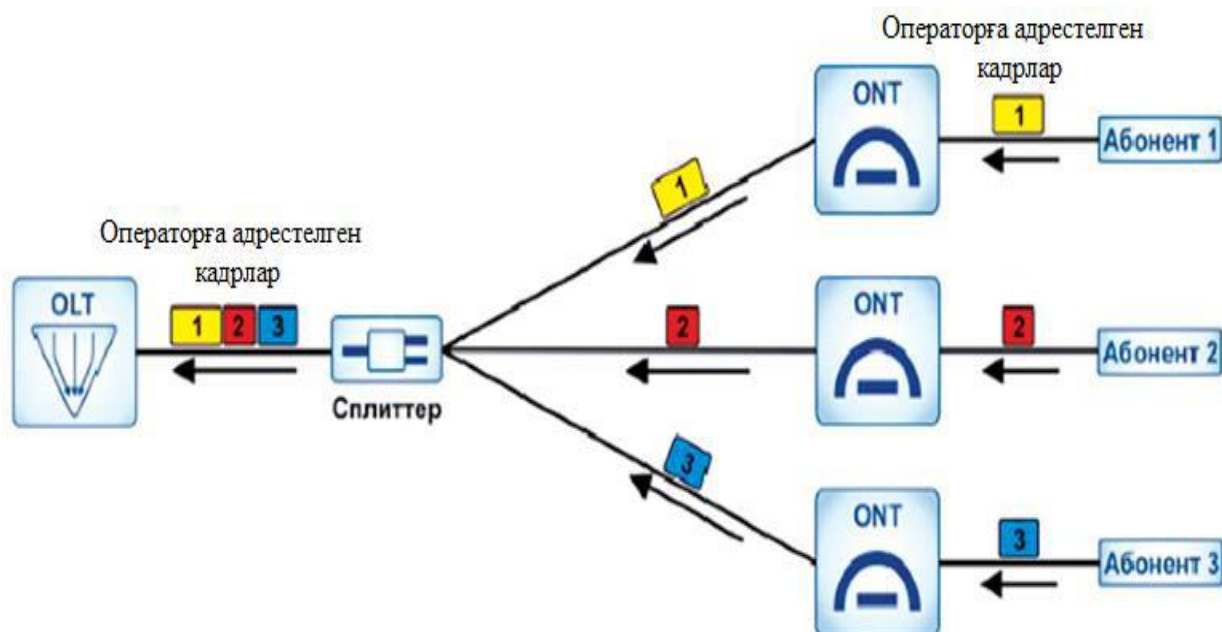 Операторға адрестелген
кадрлар
ONT
1
Абонент 1
1
Операторға адрестелген
кадрлар
OLT
1 2 3
Сплиттер
2
ONT
2
Абонент 2
3
ONT
3
Абонент 3